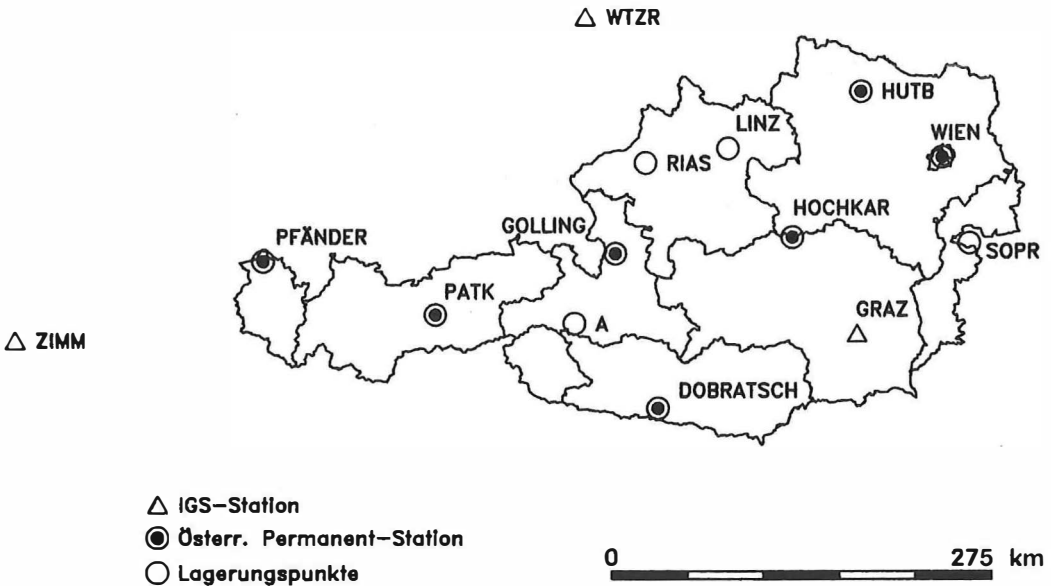 WTZR
HUTB
LINZ
WIEN
RIAS
HOCHKAR
GOLLING
PFÄNDER
SOPR
PATK
GRAZ
A
ZIMM
DOBRATSCH
IGS-Station
Österr. Permanent-Station
Lagerungspunkte
0 275 km